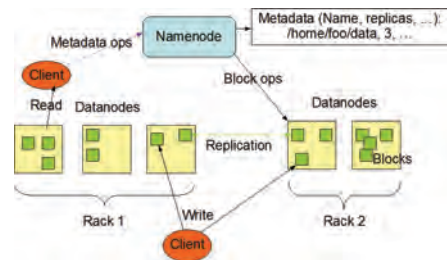 Metadata (Name, replicas, ...):
/home/foo/data, 3, ...
Metadata ops
Namenode
Client
Block ops
Read
Datanodes
Datanodes
Replication
Blocks
Rack 1
Write
Rack 2
Client